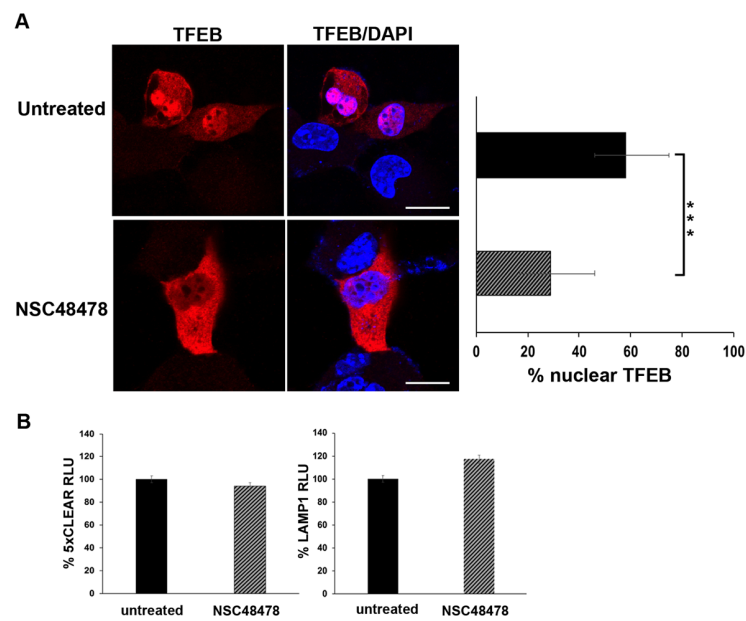 A
TFEB
TFEB/DAPI
Untreated
NSC48478
***
0 20 40 60 80 100
% nuclear TFEB
B
% 5xCLEAR RLU
140
120
100
80
60
40
20
0
untreated NSC48478
% LAMP1 RLU
140
120
100
80
60
40
20
0
untreated NSC48478